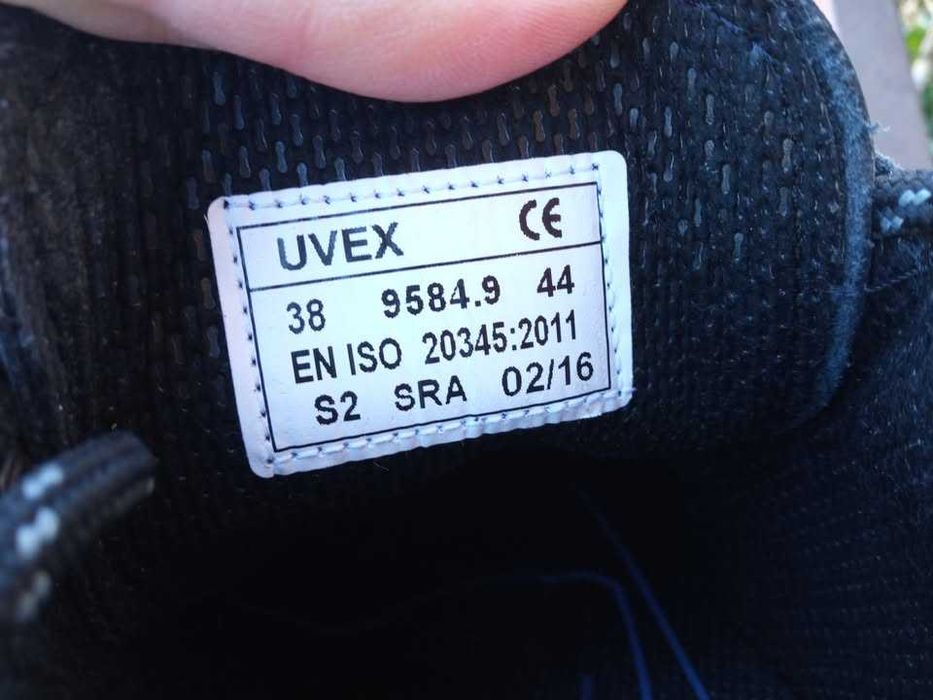 UVEX CE
38 9584.9 44
EN ISO 20345:2011
S2 SRA 02/16